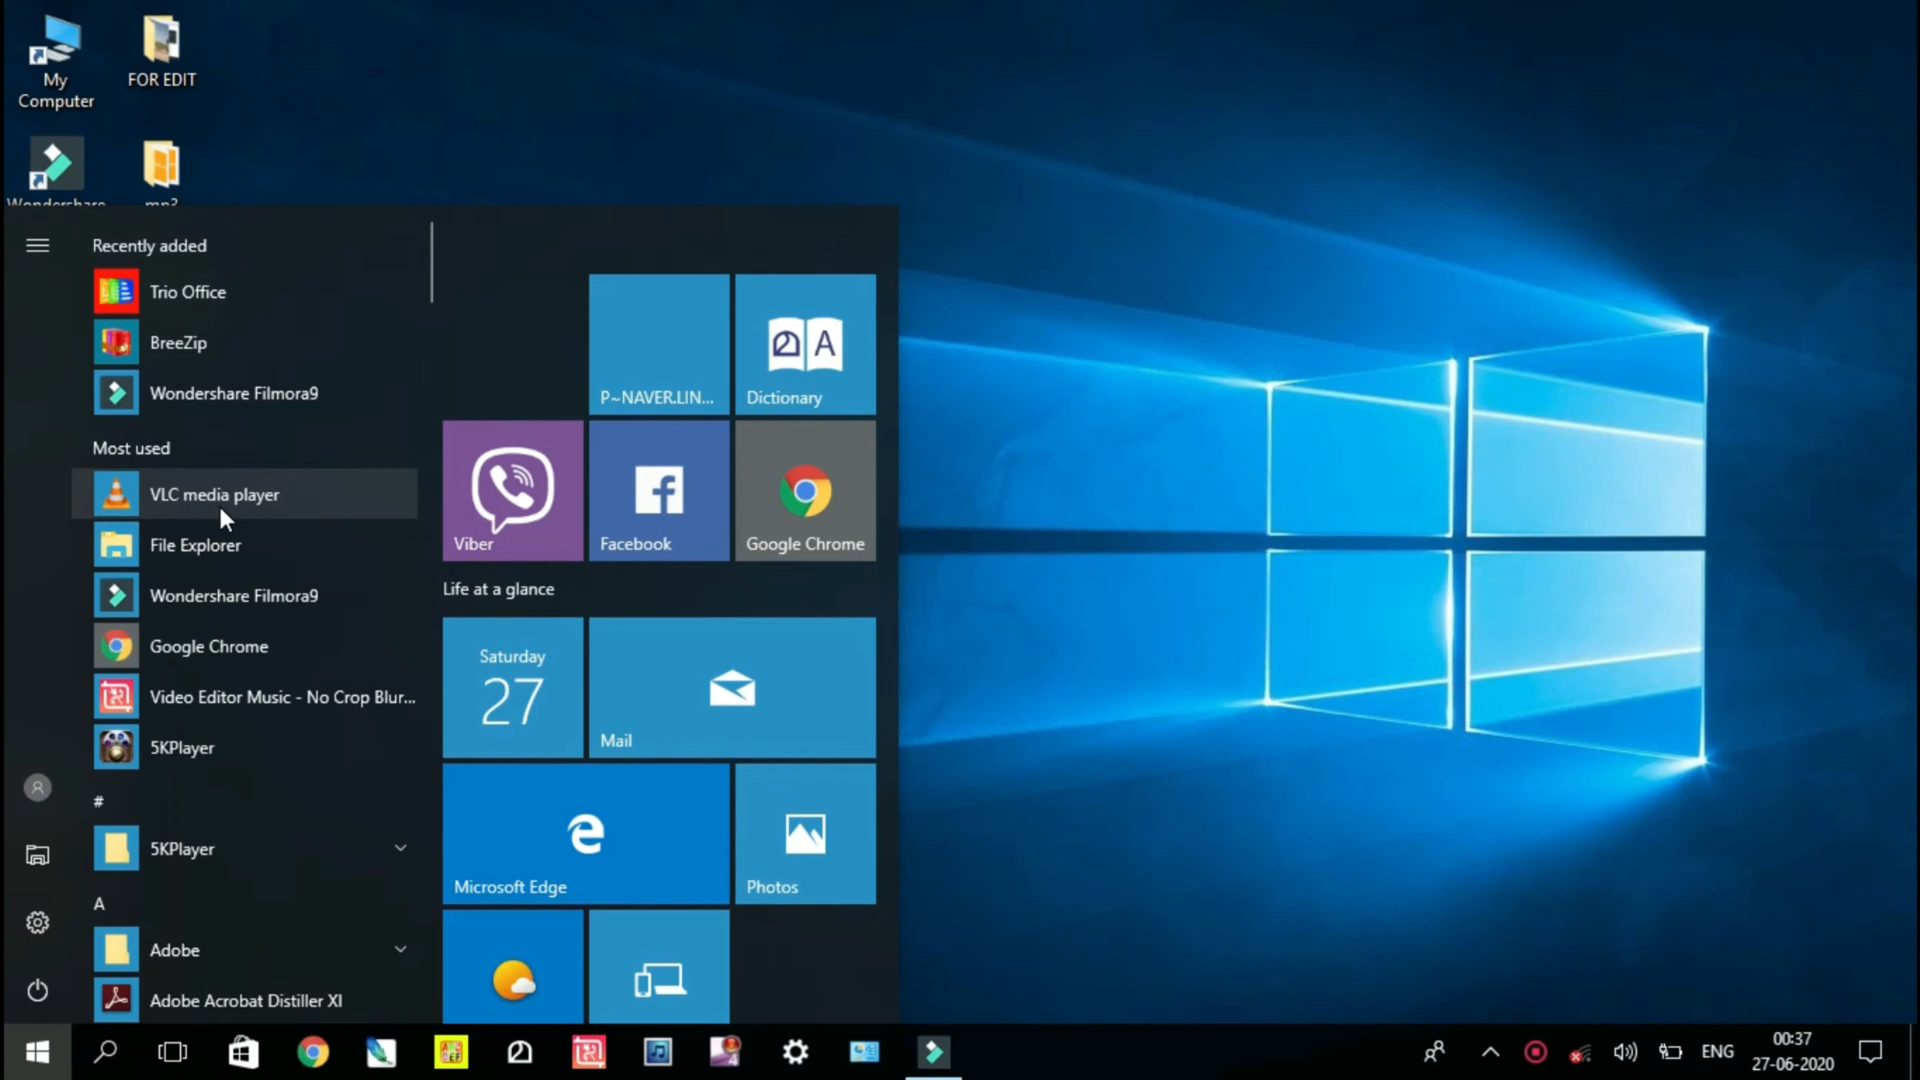 My
Computer
FOR EDIT
Wondershare
mp3
Recently added
Trio Office
BreeZip
Wondershare Filmora9
Most used
VLC media player
File Explorer
Wondershare Filmora9
Google Chrome
Video Editor Music - No Crop Blur...
5KPlayer
#
5KPlayer
A
Adobe
Adobe Acrobat Distiller XI
P~NAVER.LIN...
Dictionary
Viber
Facebook
Google Chrome
Life at a glance
Saturday
27
Mail
Microsoft Edge
Photos
ENG
00:37
27-06-2020